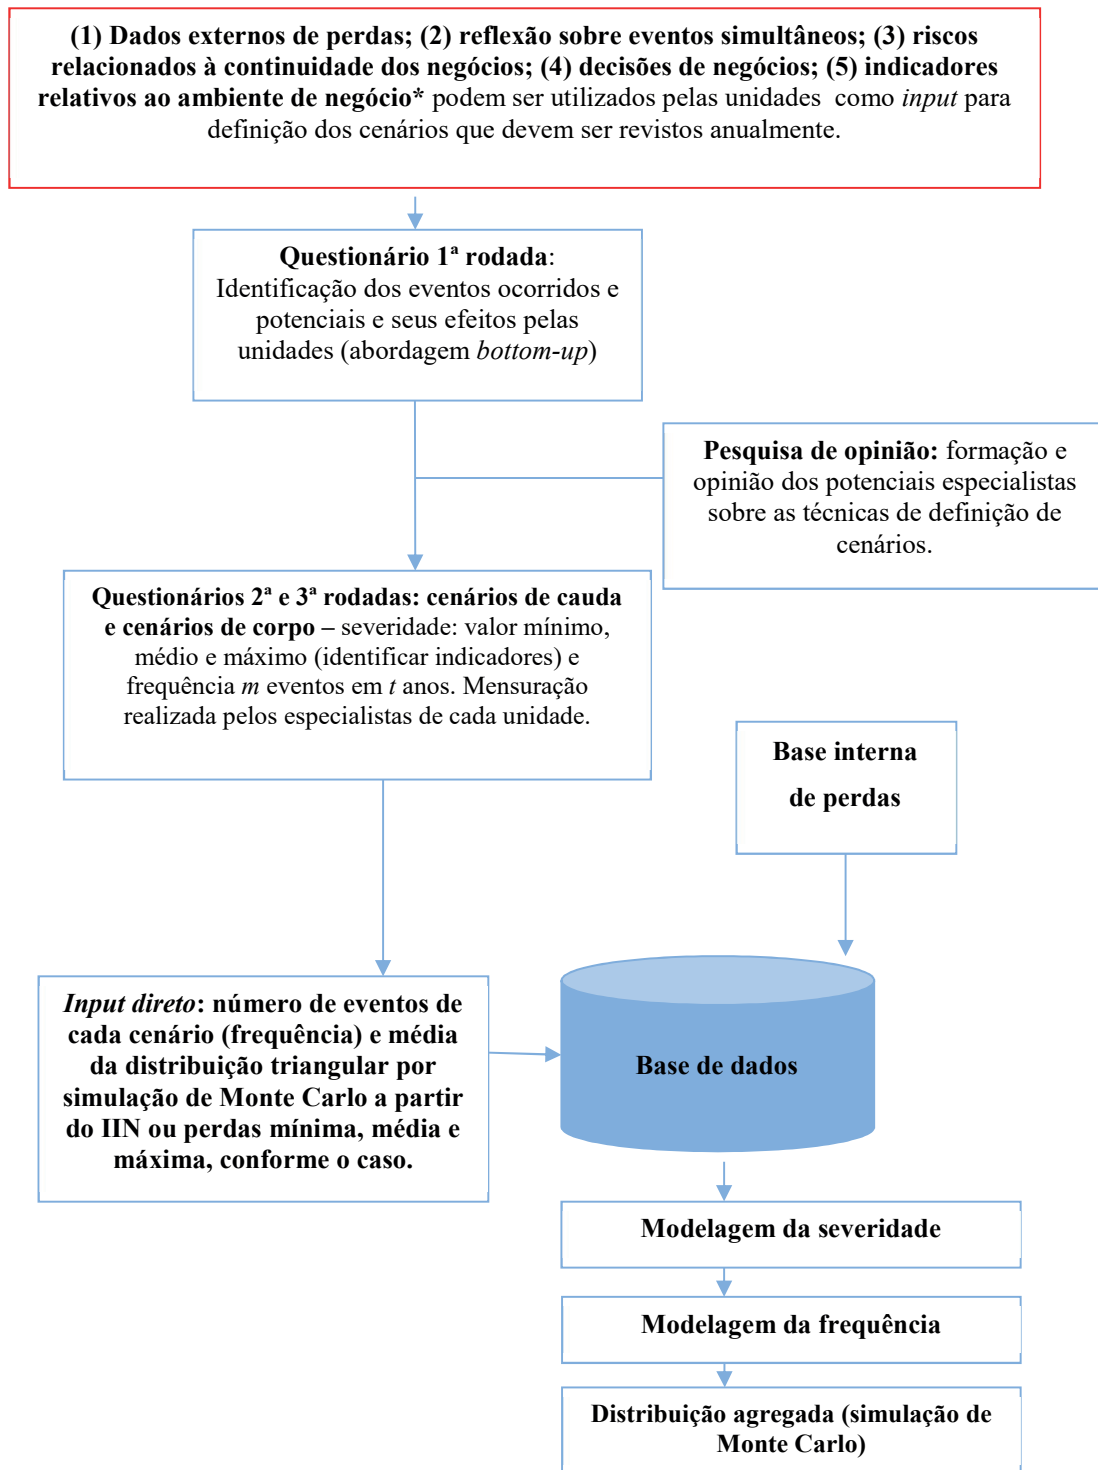 (1) Dados externos de perdas; (2) reflexão sobre eventos simultâneos; (3) riscos
relacionados à continuidade dos negócios; (4) decisões de negócios; (5) indicadores
relativos ao ambiente de negócio* podem ser utilizados pelas unidades como input para
definição dos cenários que devem ser revistos anualmente.
Questionário 1ª rodada:
Identificação dos eventos ocorridos e
potenciais e seus efeitos pelas
unidades (abordagem bottom-up)
Pesquisa de opinião: formação e
opinião dos potenciais especialistas
sobre as técnicas de definição de
cenários.
Questionários 2ª e 3ª rodadas: cenários de cauda
e cenários de corpo – severidade: valor mínimo,
médio e máximo (identificar indicadores) e
frequência m eventos em t anos. Mensuração
realizada pelos especialistas de cada unidade.
Base interna
de perdas
Input direto: número de eventos de
cada cenário (frequência) e média
da distribuição triangular por
simulação de Monte Carlo a partir
do IIN ou perdas mínima, média e
máxima, conforme o caso.
Base de dados
Modelagem da severidade
Modelagem da frequência
Distribuição agregada (simulação de
Monte Carlo)